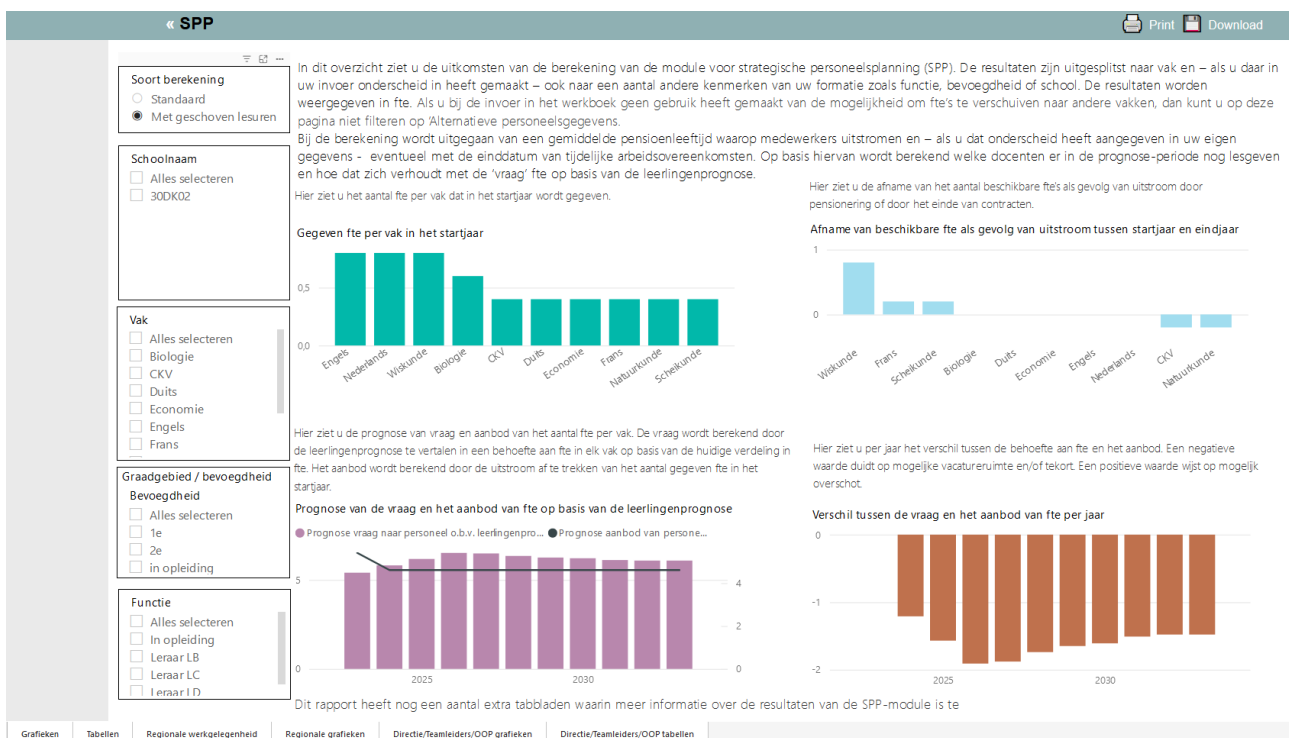 « SPP
Print
Download
Soort berekening
Standaard
Met geschoven lesuren
Schoolnaam
Alles selecteren
30DK02
Vak
Alles selecteren
Biologie
CKV
Duits
Economie
Engels
Frans
Graadgebied / bevoegdheid
Bevoegdheid
Alles selecteren
1e
2e
in opleiding
Functie
Alles selecteren
In opleiding
Leraar LB
Leraar LC
Leraar LD
In dit overzicht ziet u de uitkomsten van de berekening van de module voor strategische personeelsplanning (SPP). De resultaten zijn uitgesplitst naar vak en – als u daar in
uw invoer onderscheid in heeft gemaakt – ook naar een aantal andere kenmerken van uw formatie zoals functie, bevoegdheid of school. De resultaten worden
weergegeven in fte. Als u bij de invoer in het werkboek geen gebruik heeft gemaakt van de mogelijkheid om fte's te verschuiven naar andere vakken, dan kunt u op deze
pagina niet filteren op 'Alternatieve personeelsgegevens.
Bij de berekening wordt uitgegaan van een gemiddelde pensioenleeftijd waarop medewerkers uitstromen en – als u dat onderscheid heeft aangegeven in uw eigen
gegevens - eventueel met de einddatum van tijdelijke arbeidsovereenkomsten. Op basis hiervan wordt berekend welke docenten er in de prognose-periode nog lesgeven
en hoe dat zich verhoudt met de 'vraag' fte op basis van de leerlingenprognose.
Hier ziet u het aantal fte per vak dat in het startjaar wordt gegeven.
Gegeven fte per vak in het startjaar
0,5
0,0
Engels
Nederlands
Wiskunde
Biologie
CKV
Duits
Economie
Frans
Natuurkunde
Scheikunde
Hier ziet u de afname van het aantal beschikbare fte's als gevolg van uitstroom door
pensionering of door het einde van contracten.
Afname van beschikbare fte als gevolg van uitstroom tussen startjaar en eindjaar
1
0
Wiskunde
Frans
Scheikunde
Biologie
Duits
Economie
Engels
Nederlands
CKV
Natuurkunde
Hier ziet u de prognose van vraag en aanbod van het aantal fte per vak. De vraag wordt berekend door
de leerlingenprognose te vertalen in een behoefte aan fte in elk vak op basis van de huidige verdeling in
fte. Het aanbod wordt berekend door de uitstroom af te trekken van het aantal gegeven fte in het
startjaar.
Prognose van de vraag en het aanbod van fte op basis van de leerlingenprognose
Prognose vraag naar personeel o.b.v. leerlingenpro...
Prognose aanbod van persone...
5
0
4
2
0
2025
2030
Hier ziet u per jaar het verschil tussen de behoefte aan fte en het aanbod. Een negatieve
waarde duidt op mogelijke vacatureruimte en/of tekort. Een positieve waarde wijst op mogelijk
overschot.
Verschil tussen de vraag en het aanbod van fte per jaar
0
-1
-2
2025
2030
Dit rapport heeft nog een aantal extra tabbladen waarin meer informatie over de resultaten van de SPP-module is te
Grafieken
Tabellen
Regionale werkgelegenheid
Regionale grafieken
Directie/Teamleiders/OOP grafieken
Directie/Teamleiders/OOP tabellen